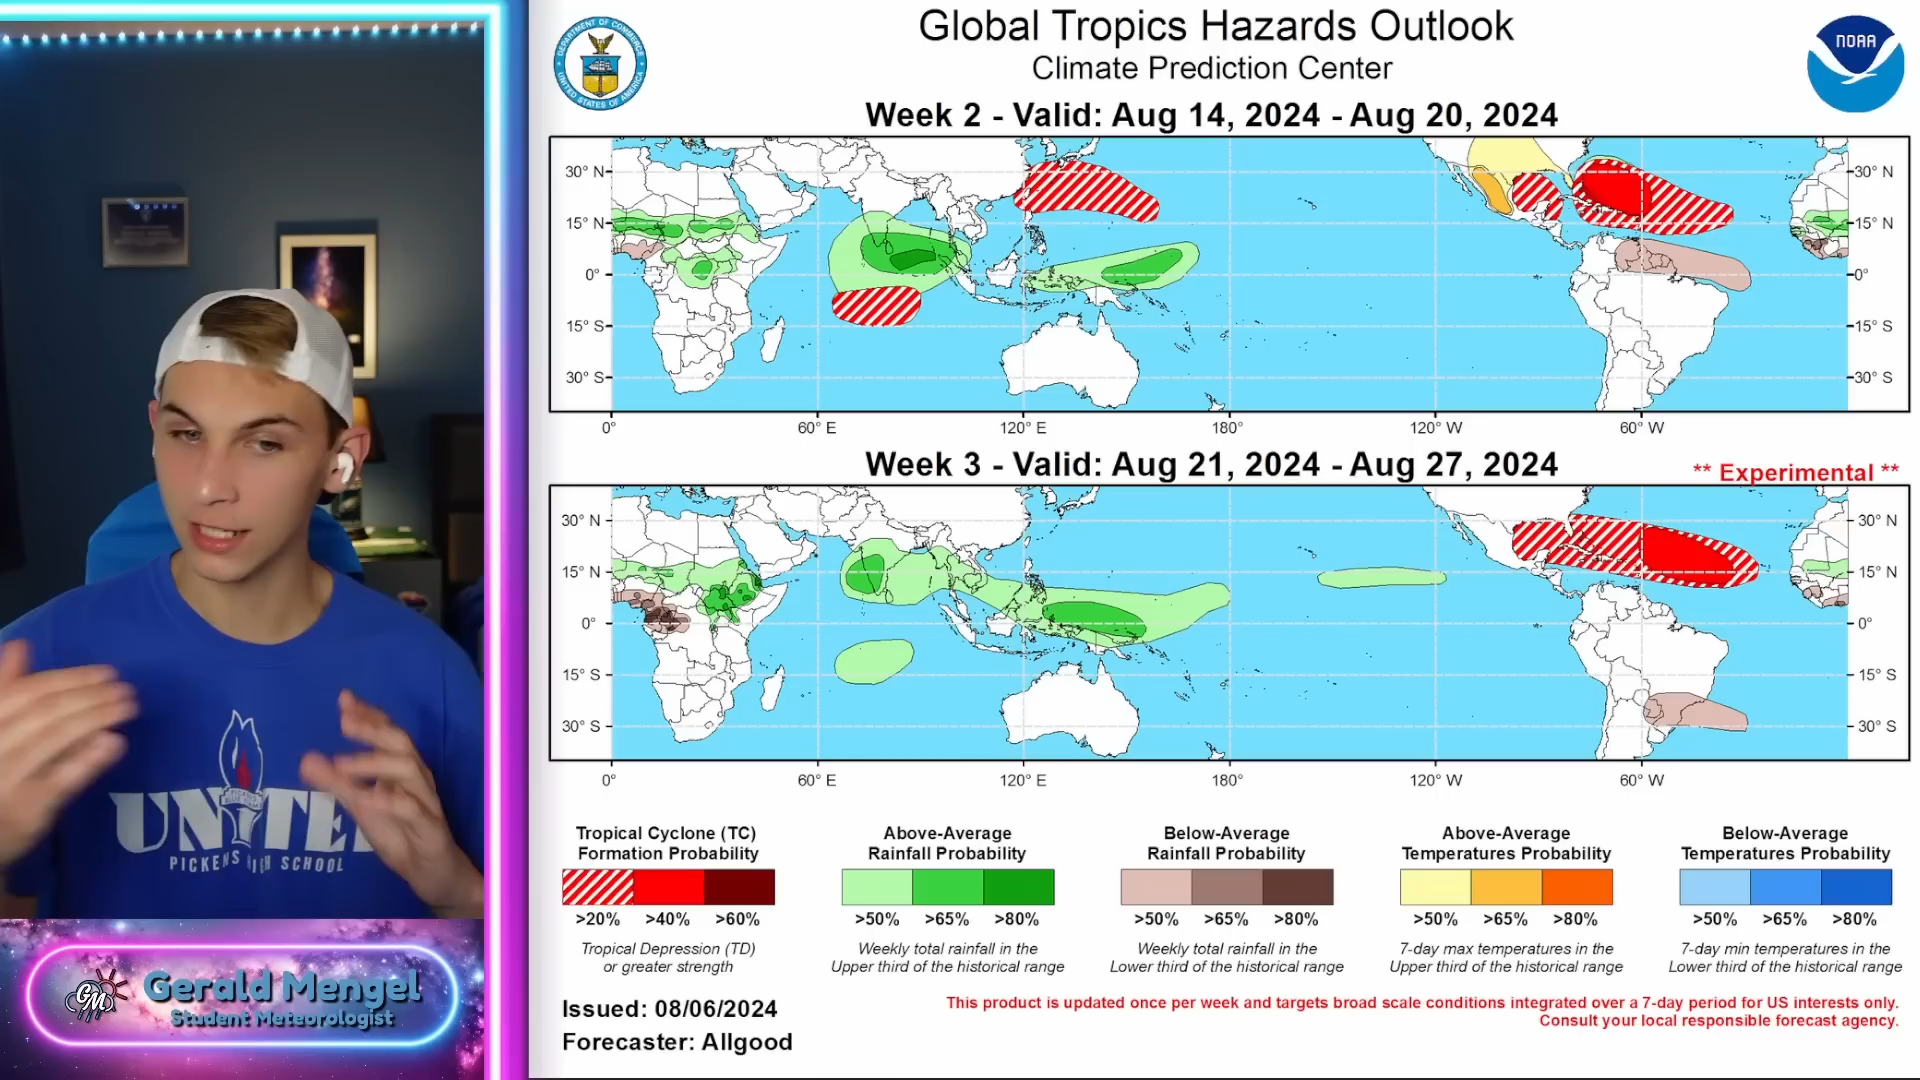 Global Tropics Hazards Outlook
Climate Prediction Center
DEPARTMENT OF COMMERCE
UNITED STATES OF AMERICA
NOAA
Week 2 - Valid: Aug 14, 2024 - Aug 20, 2024
30° N
15° N
0°
15° S
30° S
30° N
15° N
0°
15° S
30° S
0° 60° E 120° E 180° 120° W 60° W
Week 3 - Valid: Aug 21, 2024 - Aug 27, 2024
** Experimental **
30° N
15° N
0°
15° S
30° S
30° N
15° N
0°
15° S
30° S
0° 60° E 120° E 180° 120° W 60° W
Tropical Cyclone (TC)
Formation Probability
>20% >40% >60%
Tropical Depression (TD)
or greater strength
Above-Average
Rainfall Probability
>50% >65% >80%
Weekly total rainfall in the
Upper third of the historical range
Below-Average
Rainfall Probability
>50% >65% >80%
Weekly total rainfall in the
Lower third of the historical range
Above-Average
Temperatures Probability
>50% >65% >80%
7-day max temperatures in the
Upper third of the historical range
Below-Average
Temperatures Probability
>50% >65% >80%
7-day min temperatures in the
Lower third of the historical range
Issued: 08/06/2024
Forecaster: Allgood
This product is updated once per week and targets broad scale conditions integrated over a 7-day period for US interests only.
Consult your local responsible forecast agency.
UNITE
PICKENS HIGH SCHOOL
GM
Gerald Mengel
Student Meteorologist